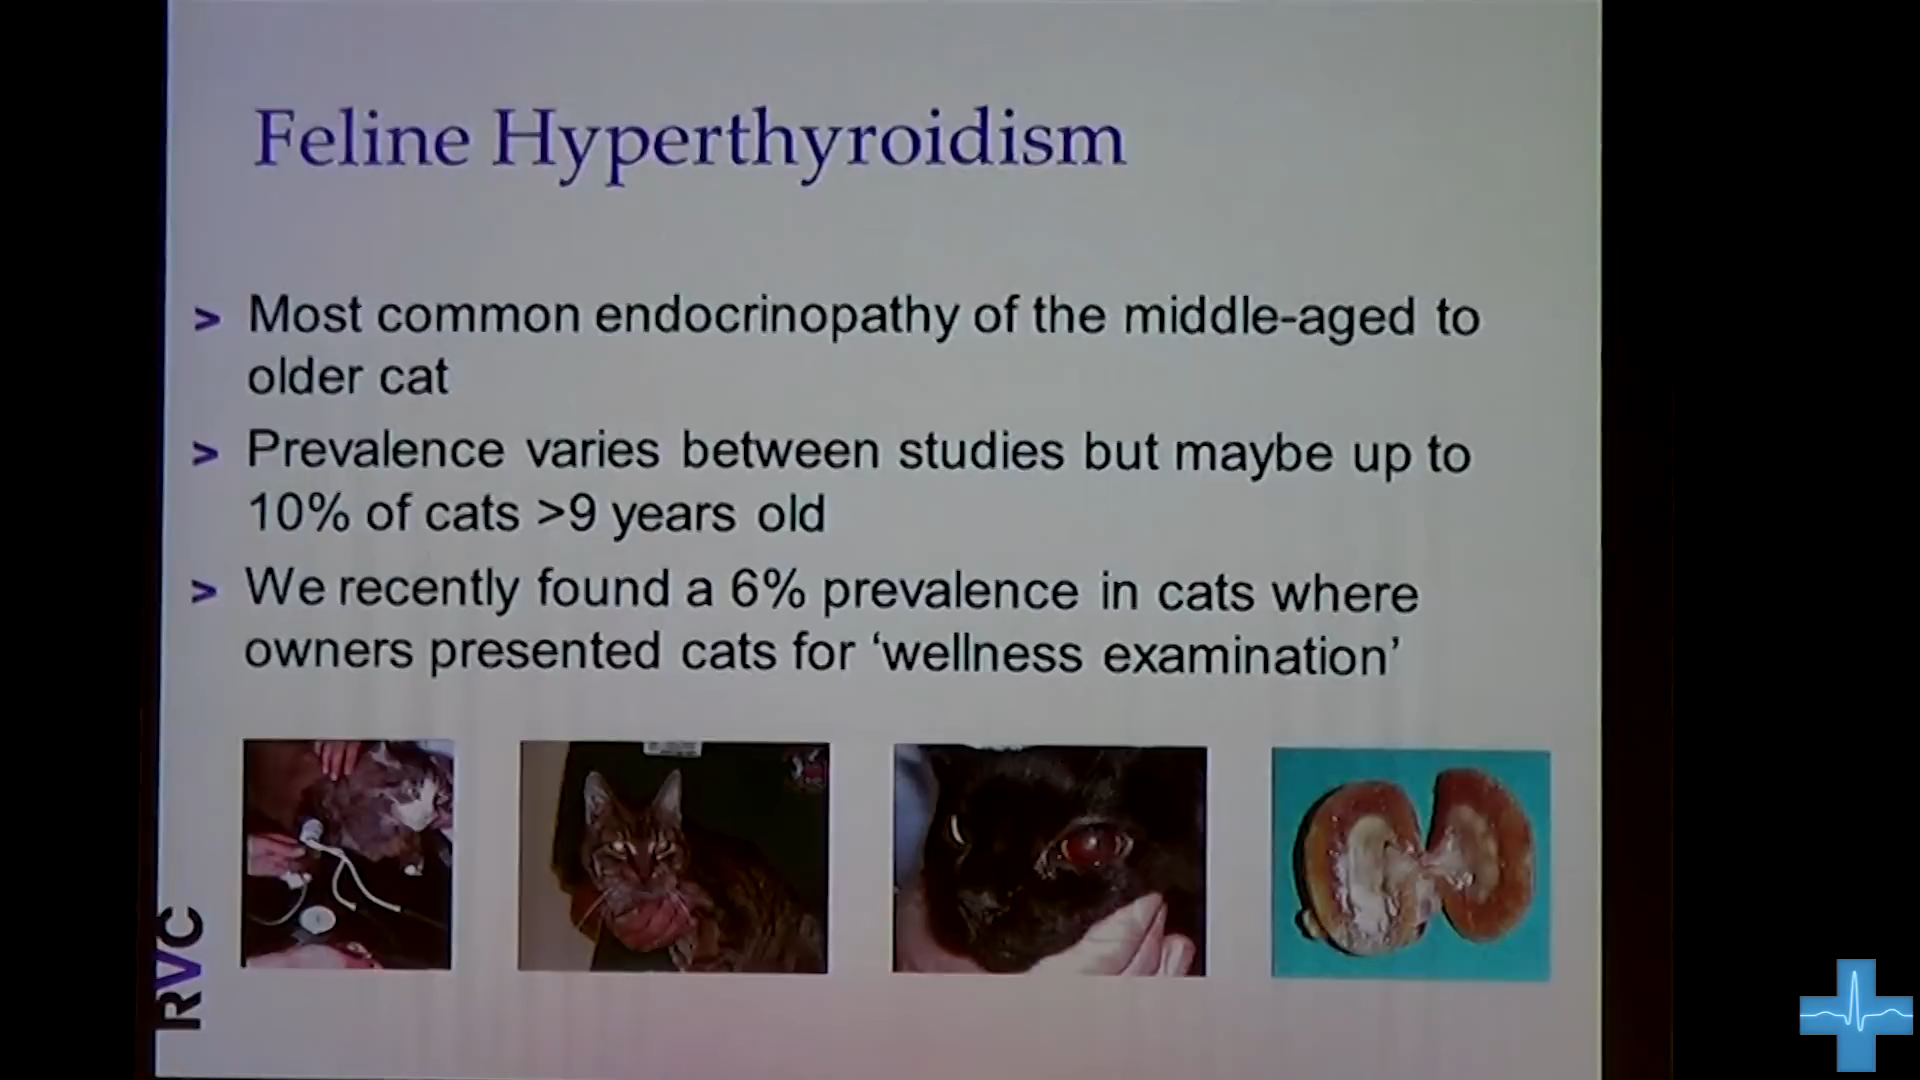 Feline Hyperthyroidism
> Most common endocrinopathy of the middle-aged to
older cat
> Prevalence varies between studies but maybe up to
10% of cats >9 years old
> We recently found a 6% prevalence in cats where
owners presented cats for ‘wellness examination’
RVC